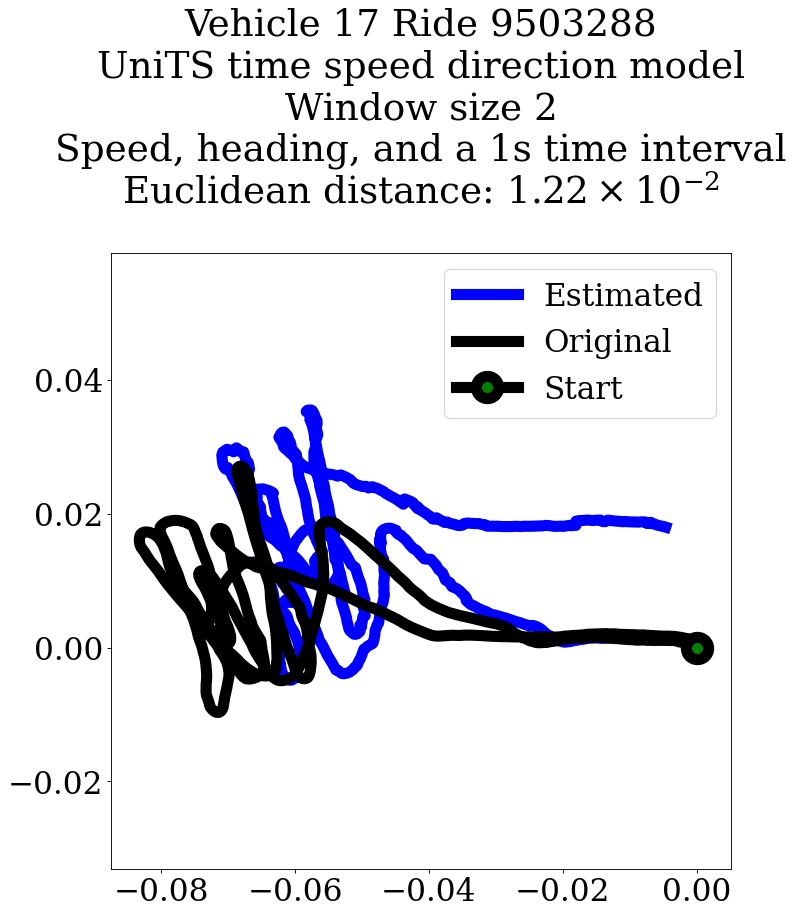 Vehicle 17 Ride 9503288
UniTS time speed direction model
Window size 2
Speed, heading, and a 1s time interval
Euclidean distance: 1.22 × 10⁻²
Estimated
Original
Start
0.04
0.02
0.00
−0.02
−0.08 −0.06 −0.04 −0.02 0.00